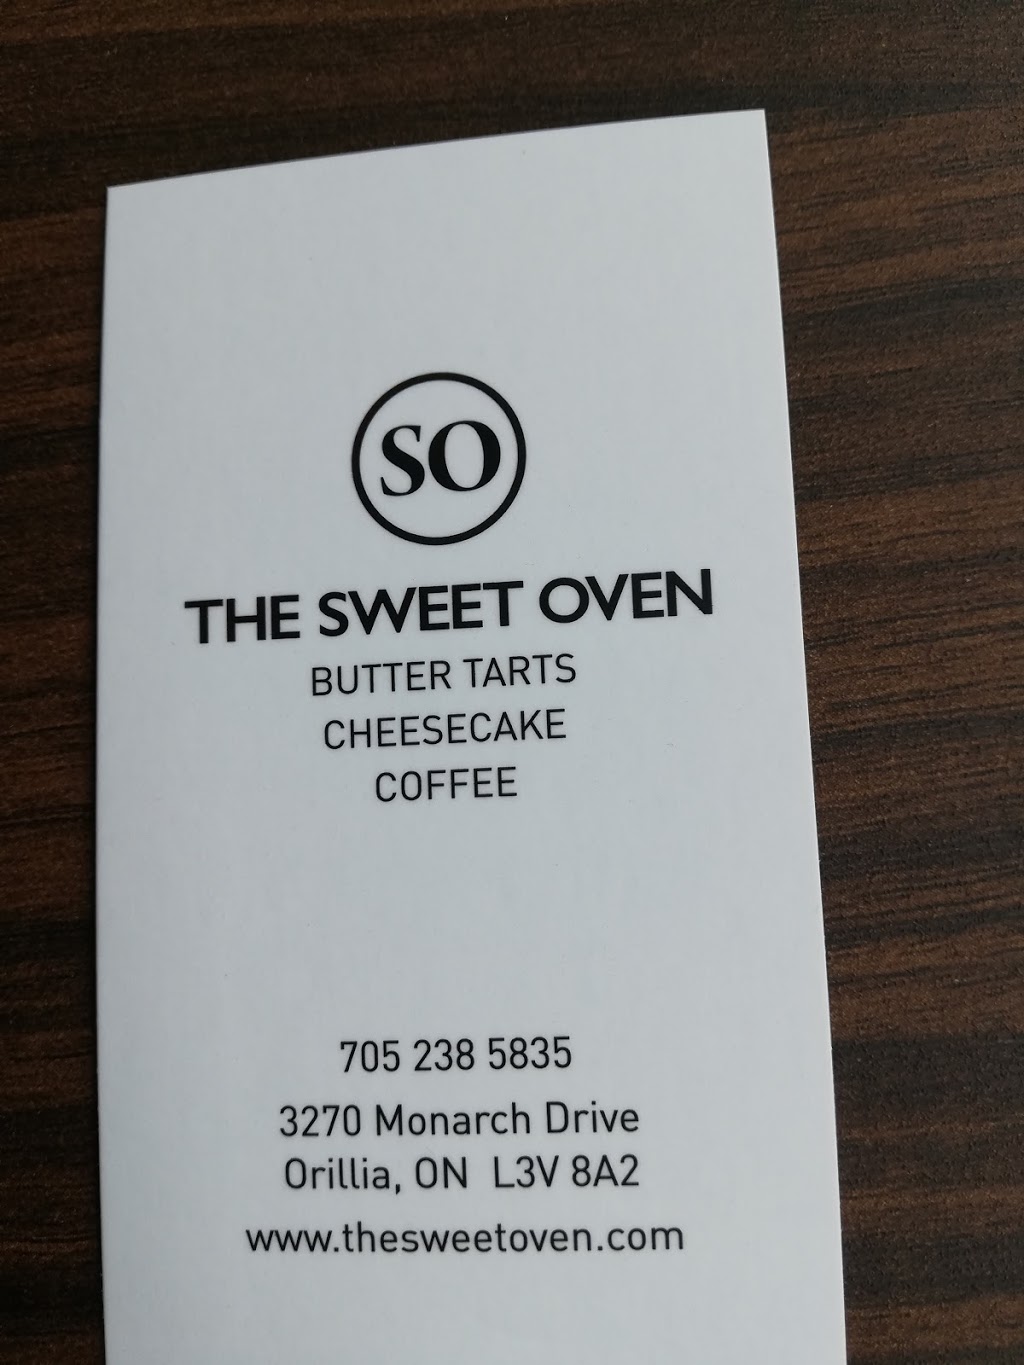 SO
THE SWEET OVEN
BUTTER TARTS
CHEESECAKE
COFFEE
705 238 5835
3270 Monarch Drive
Orillia, ON L3V 8A2
www.thesweetoven.com